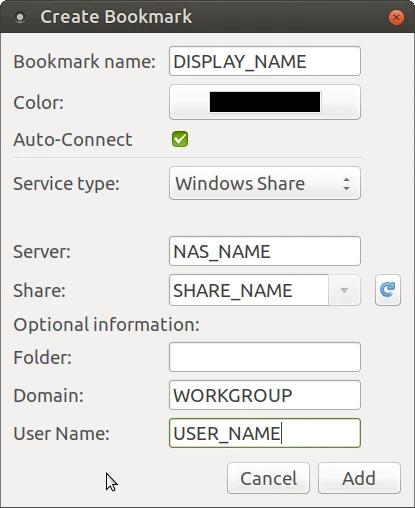 Create Bookmark
Bookmark name: DISPLAY_NAME
Color:
Auto-Connect
Service type: Windows Share
Server: NAS_NAME
Share: SHARE_NAME
Optional information:
Folder:
Domain: WORKGROUP
User Name: USER_NAME
Cancel Add